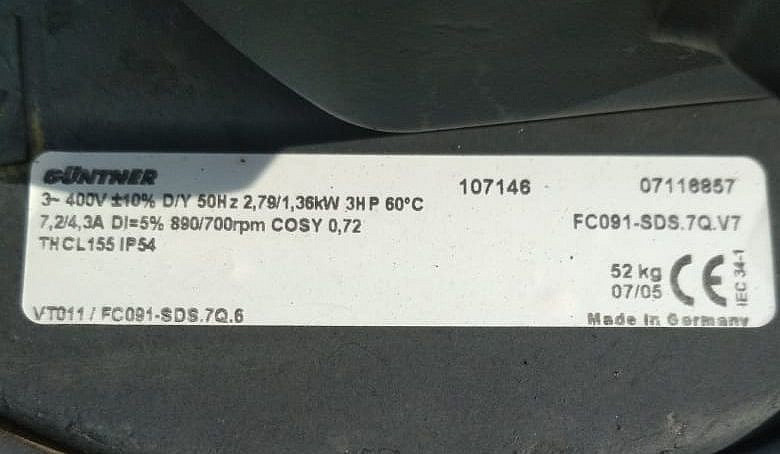 GÜNTNER
107146
07118857
3~ 400V ±10% D/Y 50Hz 2,79/1,36kW 3HP 60°C
7,2/4,3A DI=5% 890/700rpm COSY 0,72
FC091-SDS.7Q.V7
THCL155 IP54
52 kg
07/05
CE
IEC 34-1
VT011 / FC091-SDS.7Q.6
Made in Germany